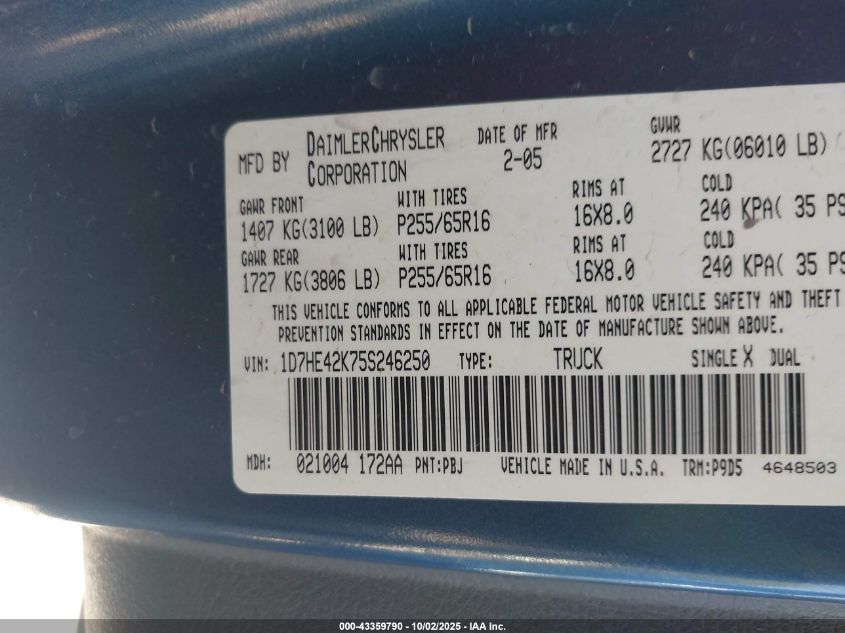 MFD BY DAIMLERCHRYSLER CORPORATION DATE OF MFR 2-05 GVWR 2727 KG(06010 LB)
GAWR FRONT WITH TIRES RIMS AT COLD
1407 KG(3100 LB) P255/65R16 16X8.0 240 KPA( 35 PS
GAWR REAR WITH TIRES RIMS AT COLD
1727 KG(3806 LB) P255/65R16 16X8.0 240 KPA( 35 PS
THIS VEHICLE CONFORMS TO ALL APPLICABLE FEDERAL MOTOR VEHICLE SAFETY AND THEFT
PREVENTION STANDARDS IN EFFECT ON THE DATE OF MANUFACTURE SHOWN ABOVE.
VIN: 1D7HE42K75S246250 TYPE: TRUCK SINGLE X DUAL
MDH: 021004 172AA PNT:PBJ VEHICLE MADE IN U.S.A. TRM:P9D5 4648503
000-43359790 - 10/02/2025 - IAA Inc.